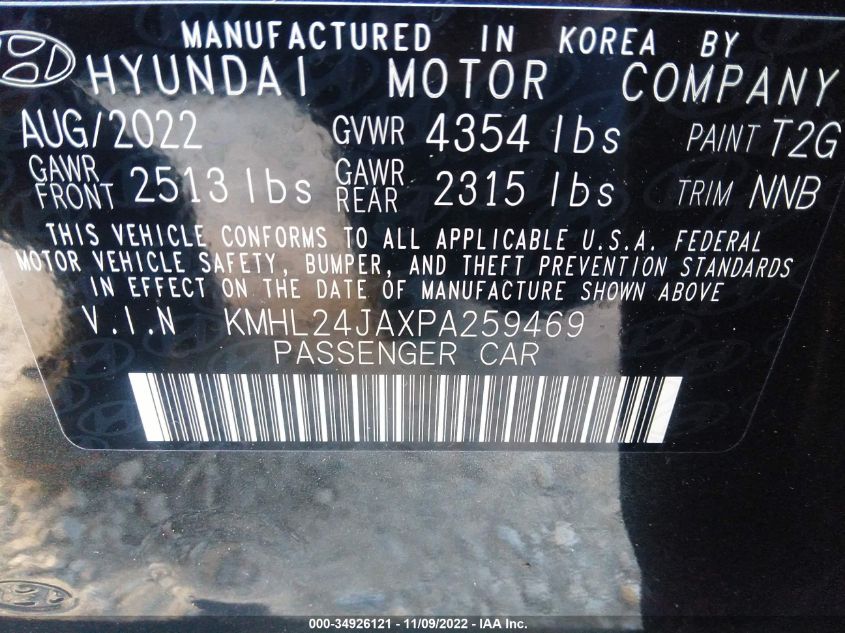 MANUFACTURED IN KOREA BY
HYUNDAI MOTOR COMPANY
AUG/2022 GVWR 4354 lbs PAINT T2G
GAWR FRONT 2513 lbs GAWR REAR 2315 lbs TRIM NNB
THIS VEHICLE CONFORMS TO ALL APPLICABLE U.S.A. FEDERAL
MOTOR VEHICLE SAFETY, BUMPER, AND THEFT PREVENTION STANDARDS
IN EFFECT ON THE DATE OF MANUFACTURE SHOWN ABOVE
V.I.N KMHL24JAXPA259469
PASSENGER CAR
000-34926121 - 11/09/2022 - IAA Inc.